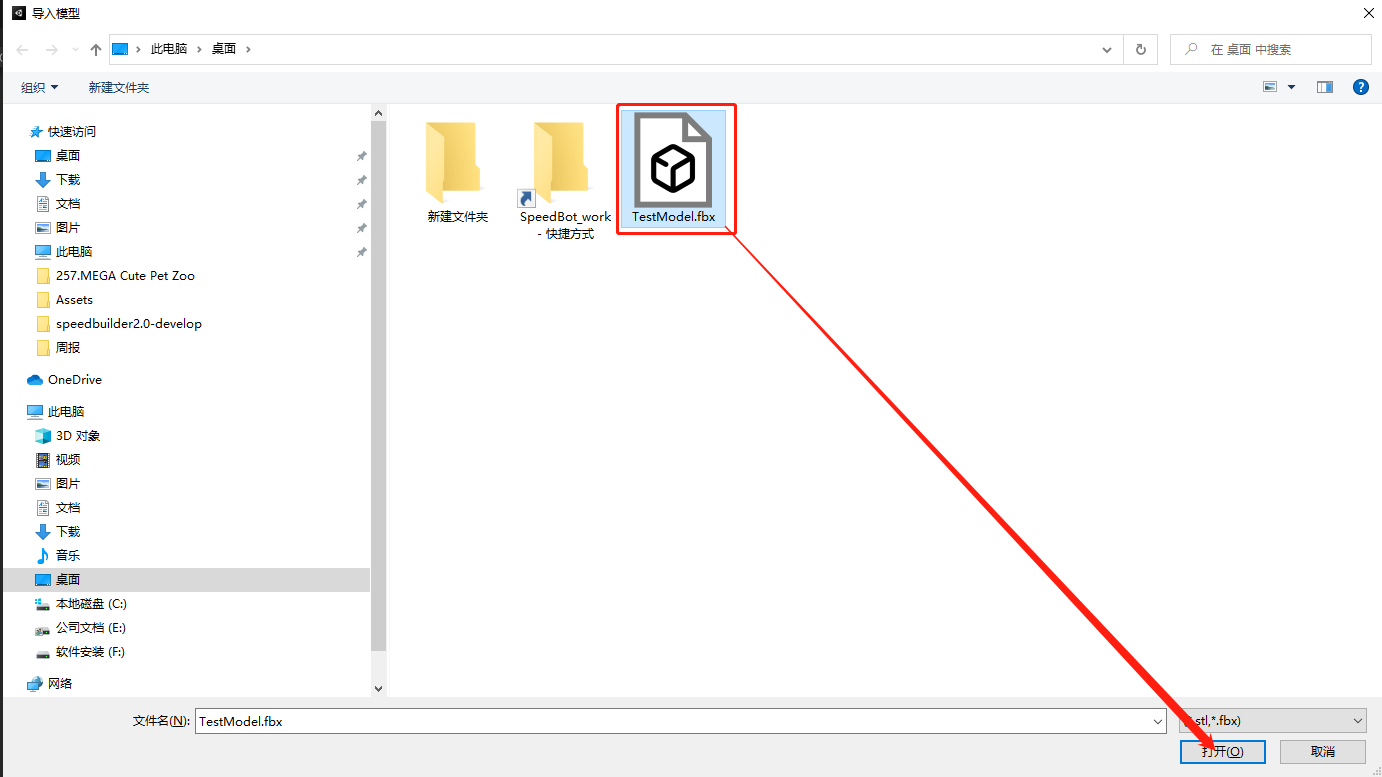 导入模型
此电脑
桌面
在 桌面 中搜索
组织
新建文件夹
快速访问
桌面
下载
文档
图片
此电脑
257.MEGA Cute Pet Zoo
Assets
speedbuilder2.0-develop
周报
OneDrive
此电脑
3D 对象
视频
图片
文档
下载
音乐
桌面
本地磁盘 (C:)
公司文档 (E:)
软件安装 (F:)
网络
新建文件夹
SpeedBot_work
- 快捷方式
TestModel.fbx
文件名(N):
TestModel.fbx
stl,*.fbx)
打开(O)
取消